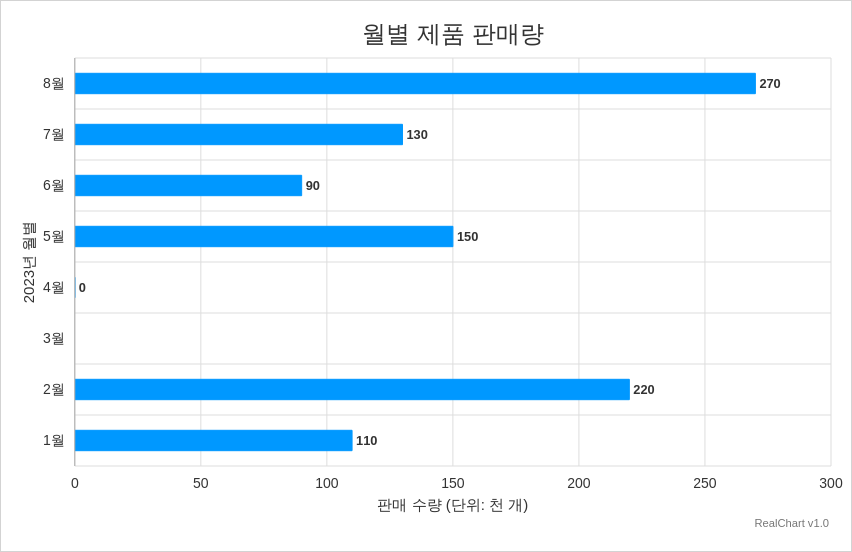 월별 제품 판매량
2023년 월별
8월 270
7월 130
6월 90
5월 150
4월 0
3월
2월 220
1월 110
0 50 100 150 200 250 300
판매 수량 (단위: 천 개)
RealChart v1.0